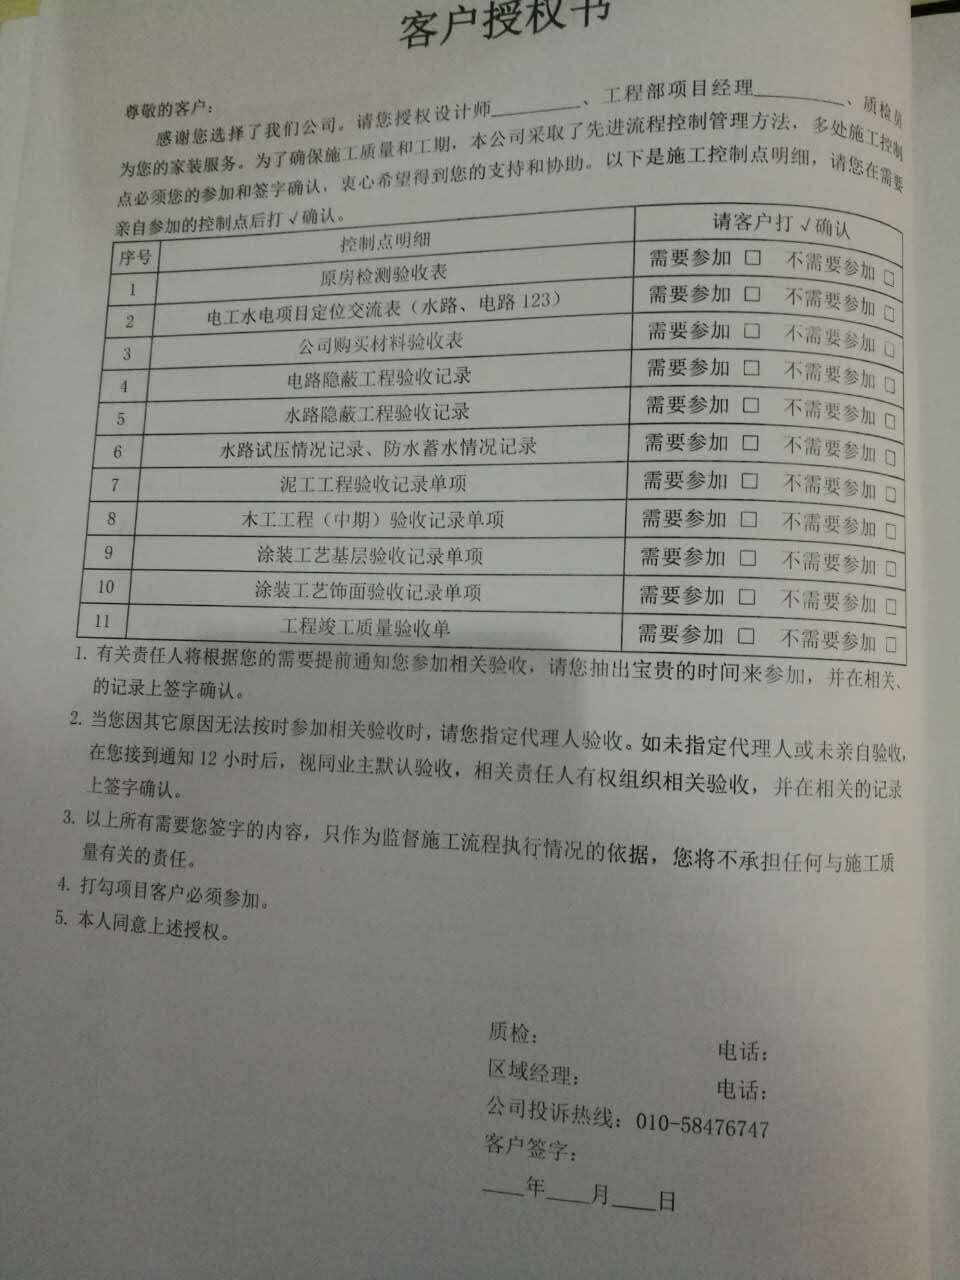 客户授权书
尊敬的客户：
感谢您选择了我们公司。请您授权设计师________、工程部项目经理________、质检员
为您的家装服务。为了确保施工质量和工期，本公司采取了先进流程控制管理方法，多处施工控制
点必须您的参加和签字确认，衷心希望得到您的支持和协助。以下是施工控制点明细，请您在需要
亲自参加的控制点后打√确认。
序号 控制点明细 请客户打√确认
1 原房检测验收表 需要参加 □ 不需要参加 □
2 电工水电项目定位交流表（水路、电路 123） 需要参加 □ 不需要参加 □
3 公司购买材料验收表 需要参加 □ 不需要参加 □
4 电路隐蔽工程验收记录 需要参加 □ 不需要参加 □
5 水路隐蔽工程验收记录 需要参加 □ 不需要参加 □
6 水路试压情况记录、防水蓄水情况记录 需要参加 □ 不需要参加 □
7 泥工工程验收记录单项 需要参加 □ 不需要参加 □
8 木工工程（中期）验收记录单项 需要参加 □ 不需要参加 □
9 涂装工艺基层验收记录单项 需要参加 □ 不需要参加 □
10 涂装工艺饰面验收记录单项 需要参加 □ 不需要参加 □
11 工程竣工质量验收单 需要参加 □ 不需要参加 □
1. 有关责任人将根据您的需要提前通知您参加相关验收，请您抽出宝贵的时间来参加，并在相关、
的记录上签字确认。
2. 当您因其它原因无法按时参加相关验收时，请您指定代理人验收。如未指定代理人或未亲自验收，
在您接到通知 12 小时后，视同业主默认验收，相关责任人有权组织相关验收，并在相关的记录
上签字确认。
3. 以上所有需要您签字的内容，只作为监督施工流程执行情况的依据，您将不承担任何与施工质
量有关的责任。
4. 打勾项目客户必须参加。
5. 本人同意上述授权。
质检： 电话：
区域经理： 电话：
公司投诉热线：010-58476747
客户签字：
____年____月____日